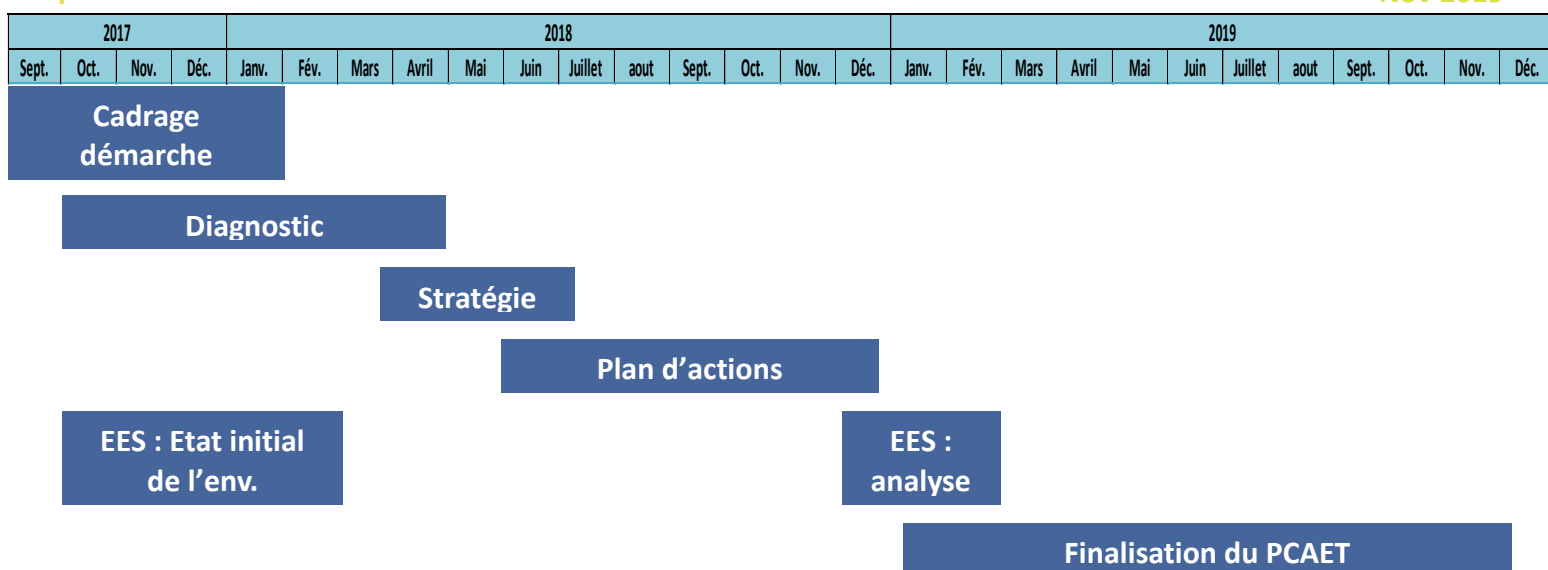 2017 2018 2019
Sept. Oct. Nov. Déc. Janv. Fév. Mars Avril Mai Juin Juillet aout Sept. Oct. Nov. Déc. Janv. Fév. Mars Avril Mai Juin Juillet aout Sept. Oct. Nov. Déc.
Cadrage
démarche
Diagnostic
Stratégie
Plan d’actions
EES : Etat initial
de l’env.
EES :
analyse
Finalisation du PCAET